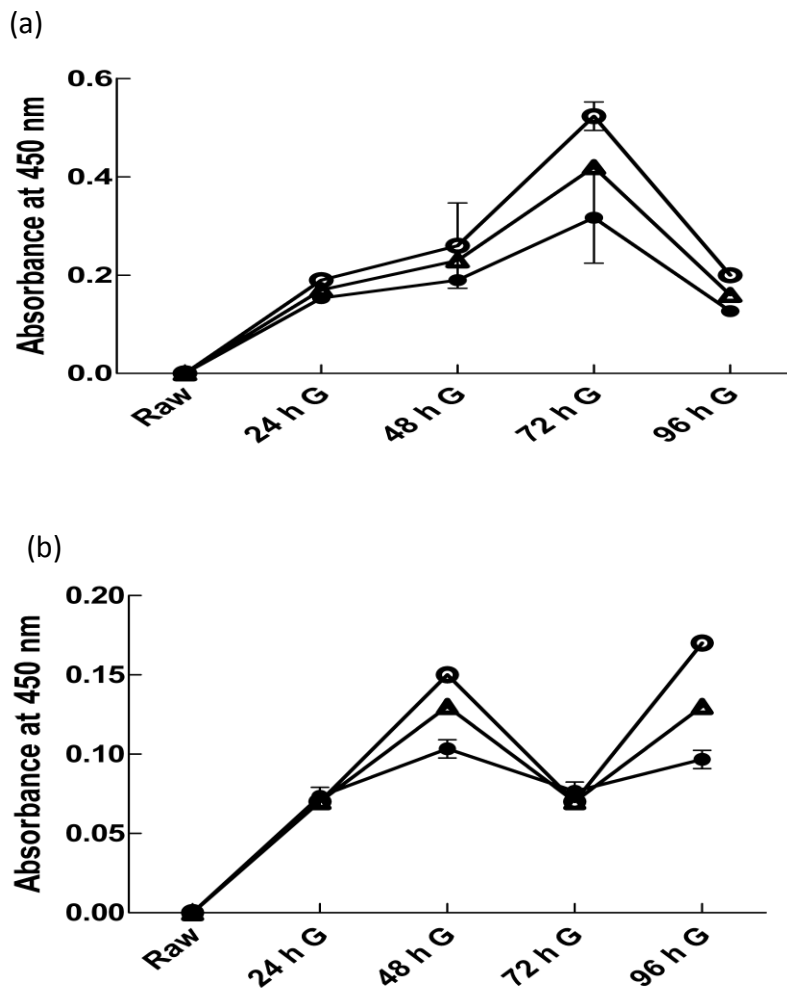 (a)
Absorbance at 450 nm
0.6
0.4
0.2
0.0
Raw
24 h G
48 h G
72 h G
96 h G
(b)
Absorbance at 450 nm
0.20
0.15
0.10
0.05
0.00
Raw
24 h G
48 h G
72 h G
96 h G